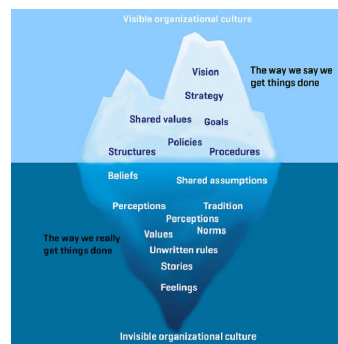 Visible organizational culture
The way we say we
get things done
Vision
Strategy
Shared values
Goals
Policies
Structures
Procedures
Beliefs
Shared assumptions
Perceptions
Tradition
Perceptions
Values
Norms
The way we really
get things done
Unwritten rules
Stories
Feelings
Invisible organizational culture